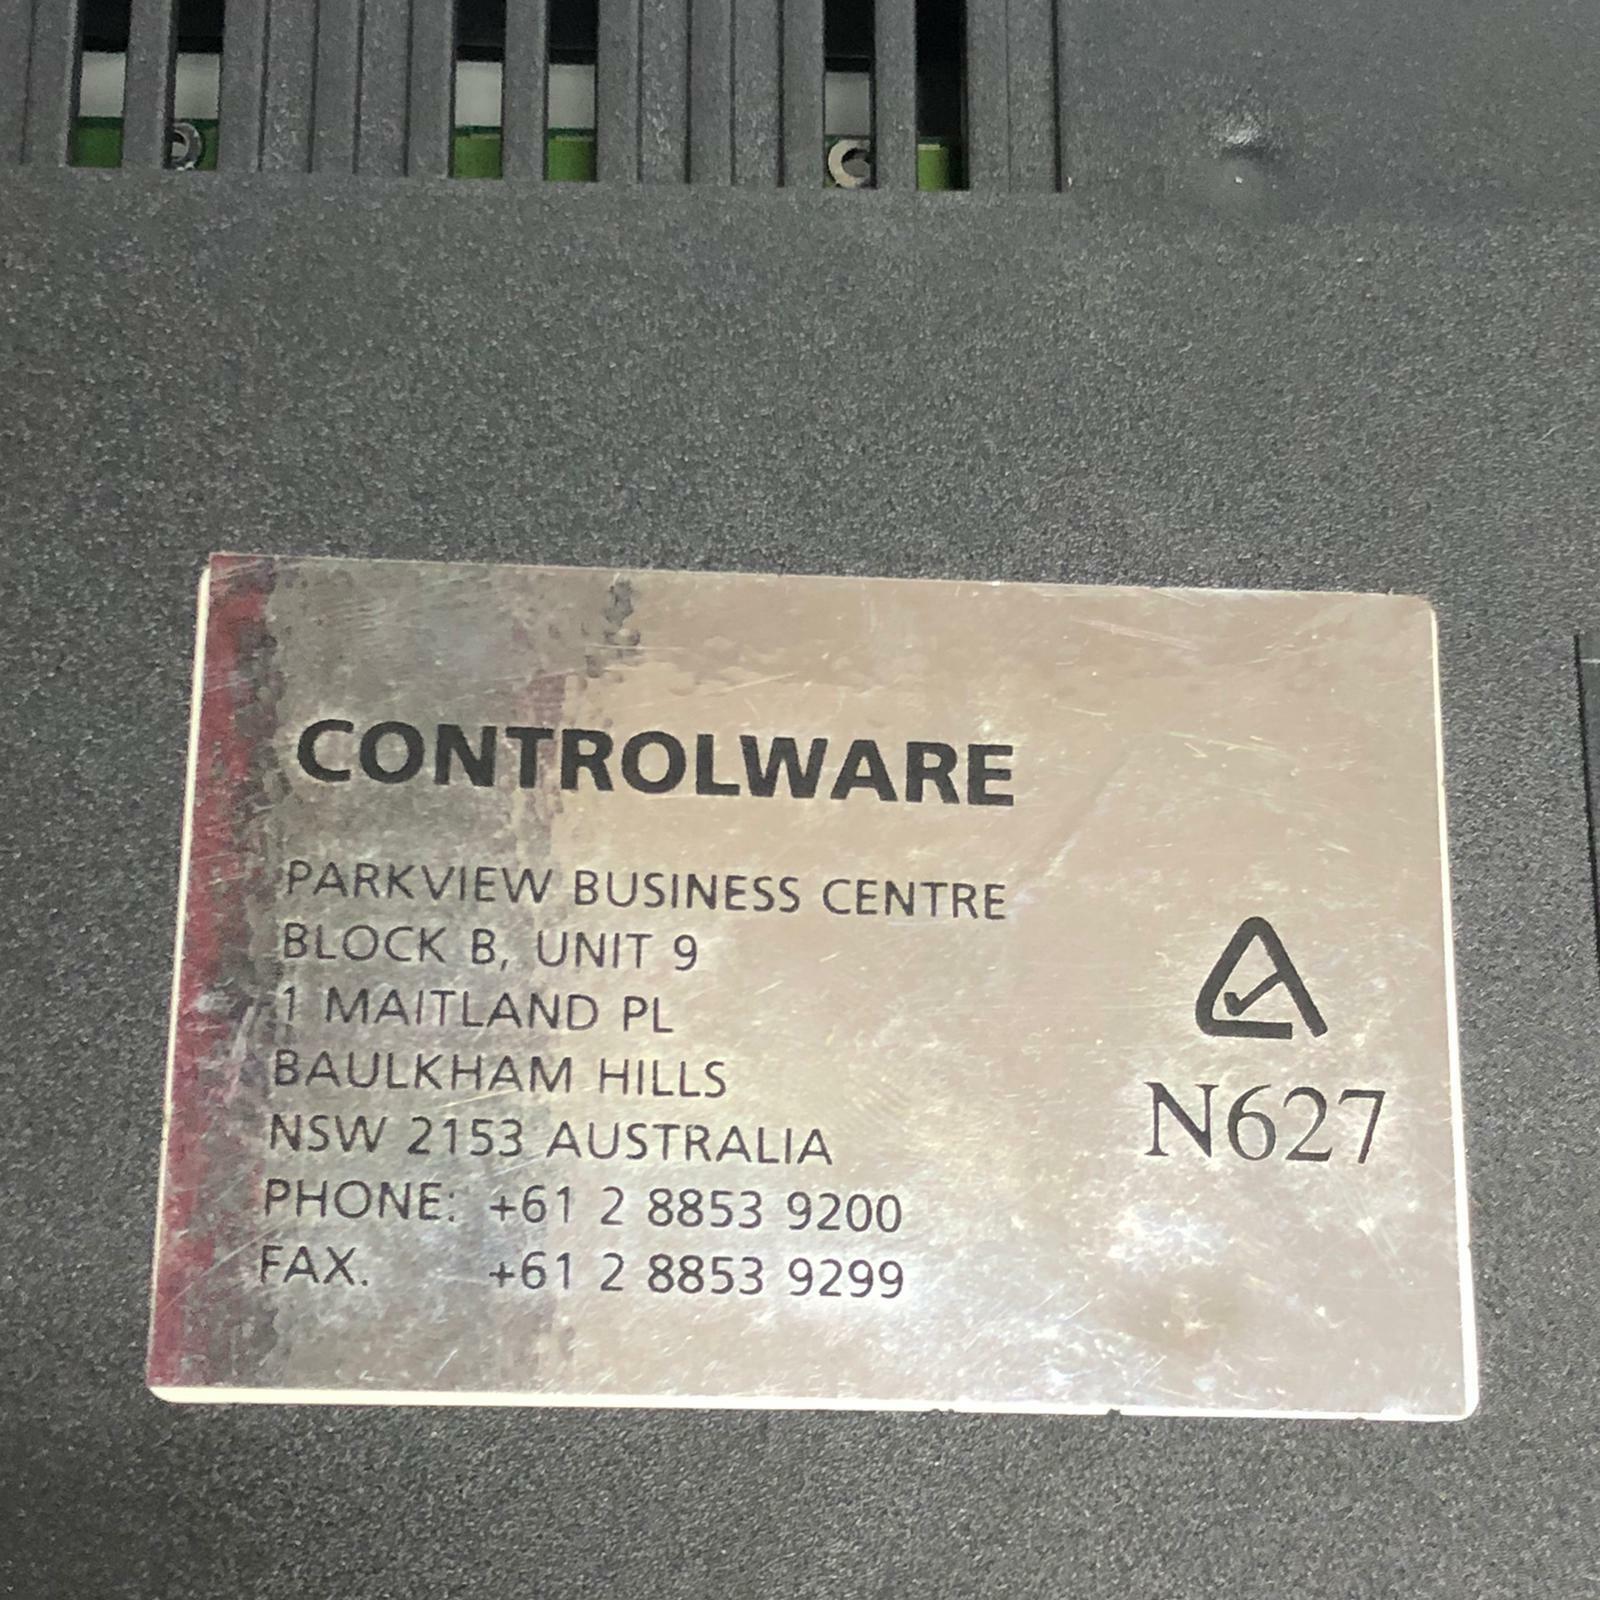 CONTROLWARE
PARKVIEW BUSINESS CENTRE
BLOCK B, UNIT 9
1 MAITLAND PL
BAULKHAM HILLS
NSW 2153 AUSTRALIA
PHONE: +61 2 8853 9200
FAX. +61 2 8853 9299
N627